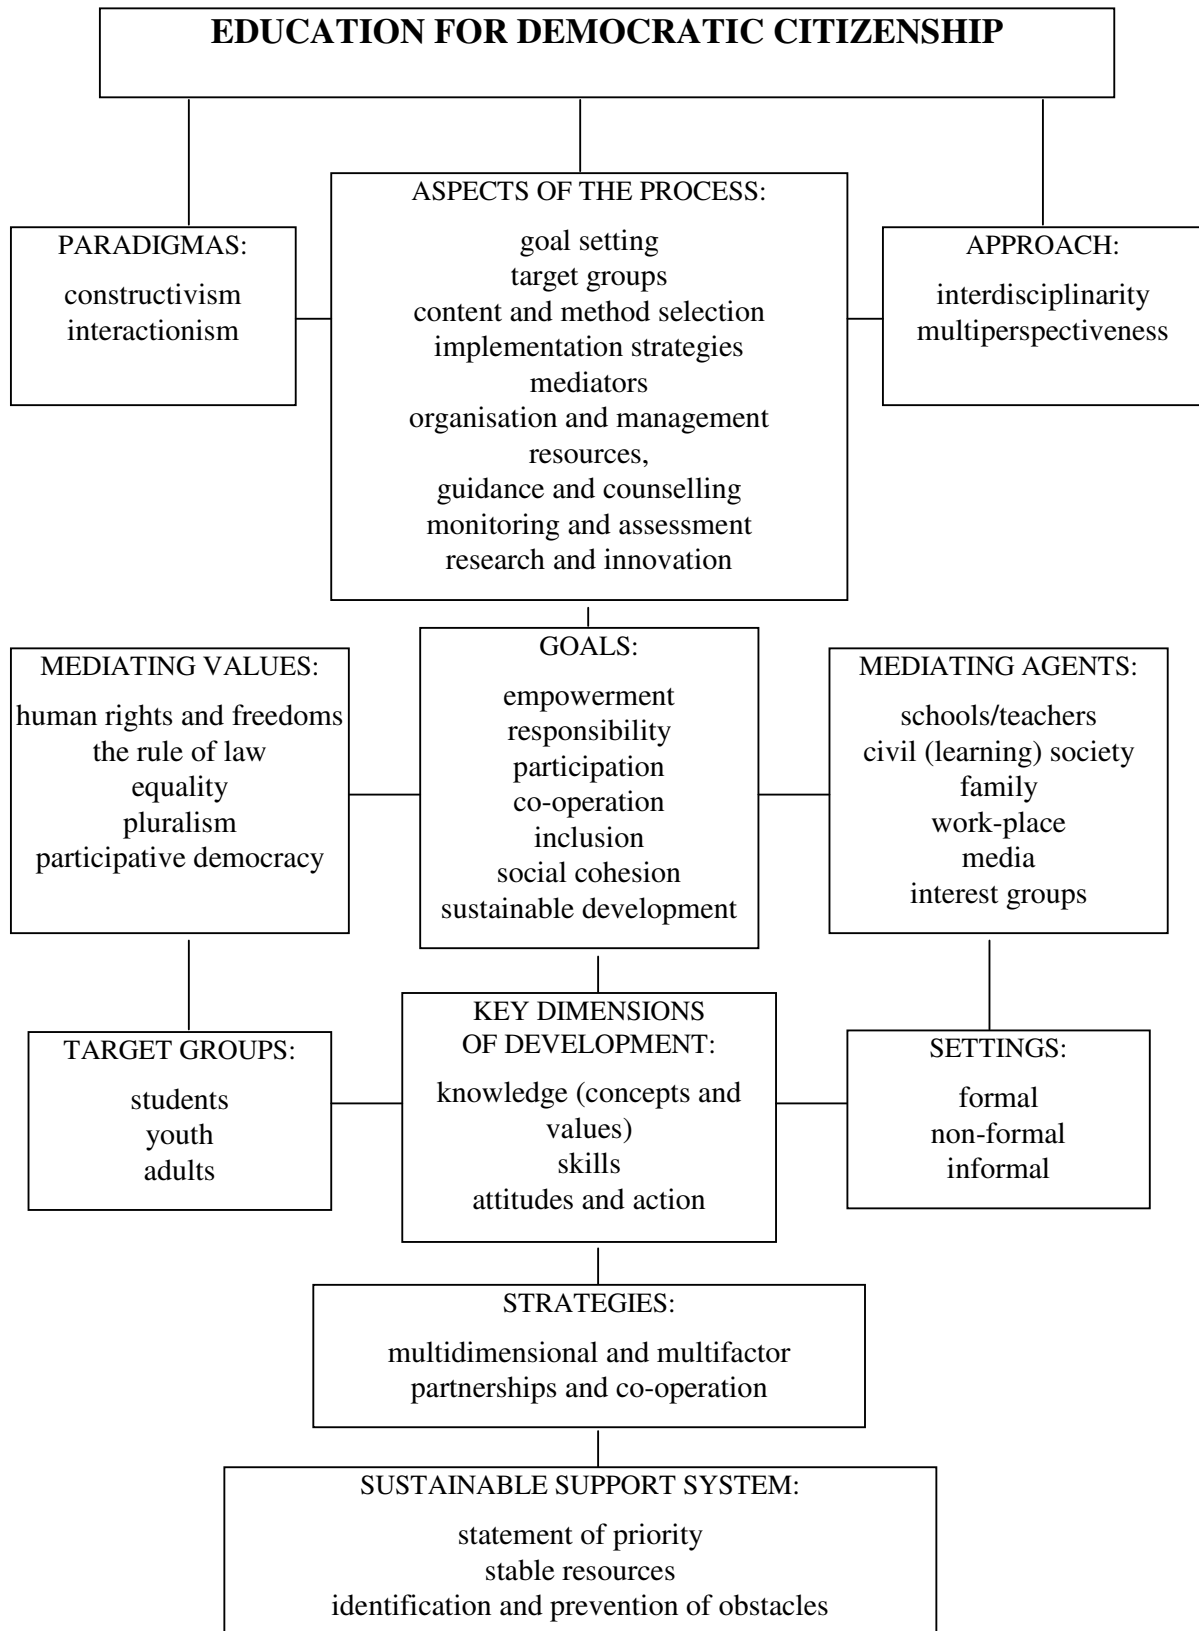 EDUCATION FOR DEMOCRATIC CITIZENSHIP
ASPECTS OF THE PROCESS:
goal setting
target groups
content and method selection
implementation strategies
mediators
organisation and management
resources,
guidance and counselling
monitoring and assessment
research and innovation
PARADIGMAS:
constructivism
interactionism
APPROACH:
interdisciplinarity
multiperspectiveness
MEDIATING VALUES:
human rights and freedoms
the rule of law
equality
pluralism
participative democracy
GOALS:
empowerment
responsibility
participation
co-operation
inclusion
social cohesion
sustainable development
MEDIATING AGENTS:
schools/teachers
civil (learning) society
family
work-place
media
interest groups
TARGET GROUPS:
students
youth
adults
KEY DIMENSIONS
OF DEVELOPMENT:
knowledge (concepts and
values)
skills
attitudes and action
SETTINGS:
formal
non-formal
informal
STRATEGIES:
multidimensional and multifactor
partnerships and co-operation
SUSTAINABLE SUPPORT SYSTEM:
statement of priority
stable resources
identification and prevention of obstacles